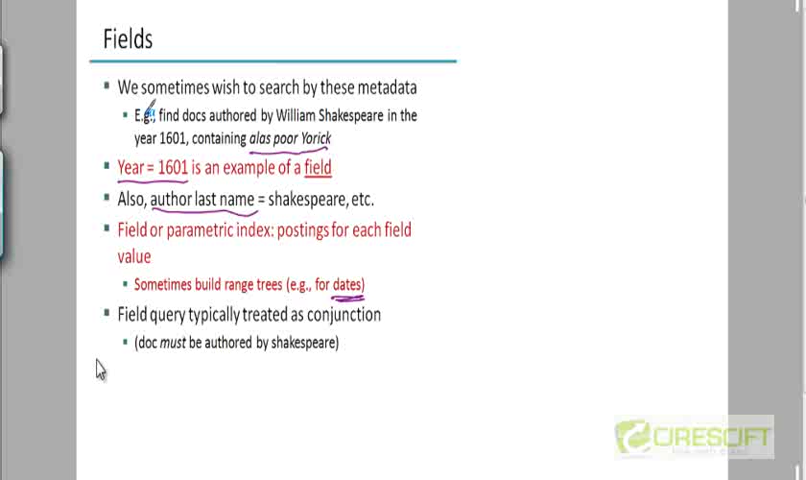 Fields
▪ We sometimes wish to search by these metadata
▪ E.g., find docs authored by William Shakespeare in the
year 1601, containing alas poor Yorick
▪ Year = 1601 is an example of a field
▪ Also, author last name = shakespeare, etc.
▪ Field or parametric index: postings for each field
value
▪ Sometimes build range trees (e.g., for dates)
▪ Field query typically treated as conjunction
▪ (doc must be authored by shakespeare)